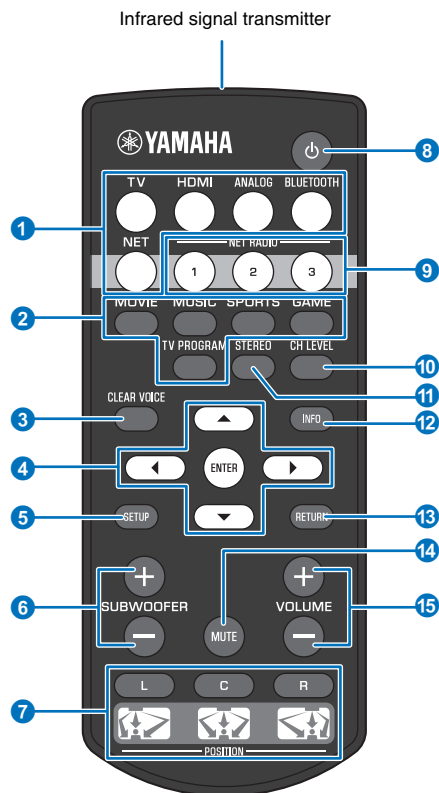 Infrared signal transmitter
YAMAHA
8
TV HDMI ANALOG BLUETOOTH
1
NET NET RADIO
1 2 3
9
MOVIE MUSIC SPORTS GAME
2
TV PROGRAM STEREO CH LEVEL
10
11
CLEAR VOICE
3
INFO
12
4
ENTER
5
SETUP
RETURN
13
14
+ +
6
SUBWOOFER VOLUME
15
− −
MUTE
7
L C R
POSITION